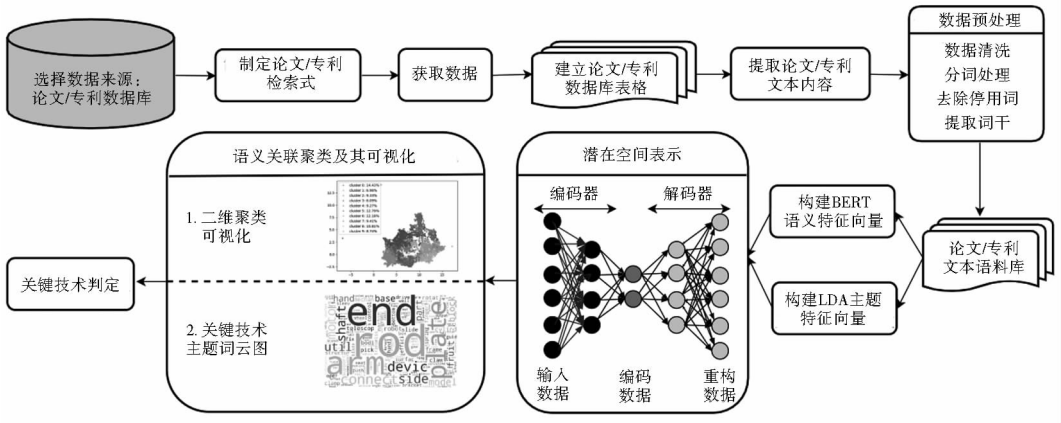 选择数据来源：
论文/专利数据库
制定论文/专利
检索式
获取数据
建立论文/专利
数据库表格
提取论文/专利
文本内容
数据预处理
数据清洗
分词处理
去除停用词
提取词干
论文/专利
文本语料库
构建BERT
语义特征向量
构建LDA主题
特征向量
潜在空间表示
编码器
解码器
输入
数据
编码
数据
重构
数据
语义关联聚类及其可视化
1. 二维聚类
可视化
2. 关键技术
主题词云图
end
rod
arm
plate
shaft
hand
base
util
devic
side
connect
model
fruit
关键技术判定